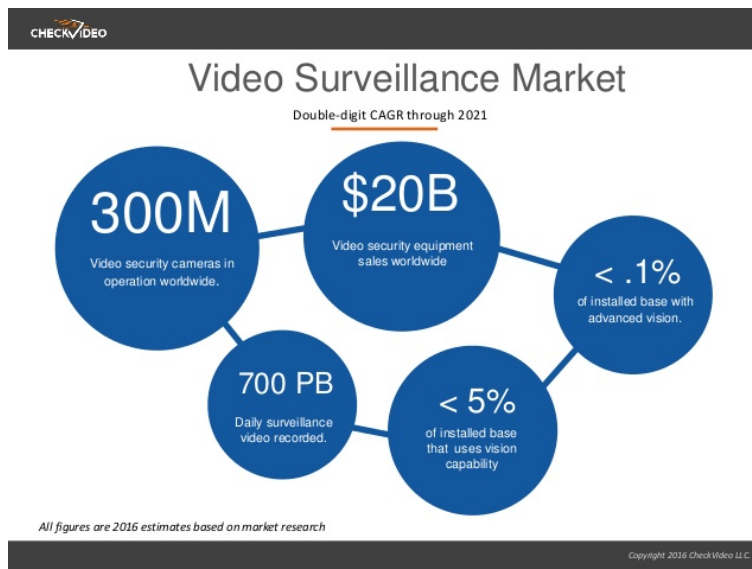 CHECKVIDEO
Video Surveillance Market
Double-digit CAGR through 2021
300M
Video security cameras in
operation worldwide.
$20B
Video security equipment
sales worldwide
< .1%
of installed base with
advanced vision.
700 PB
Daily surveillance
video recorded.
< 5%
of installed base
that uses vision
capability
All figures are 2016 estimates based on market research
Copyright 2016 CheckVideo LLC.